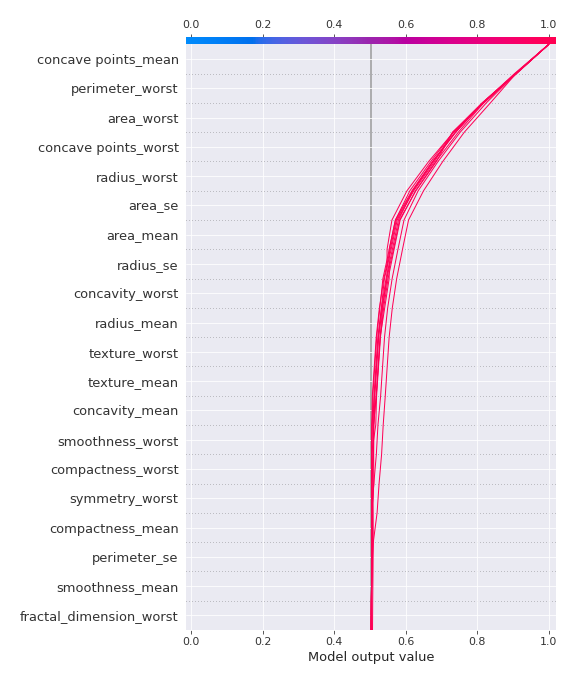 0.0 0.2 0.4 0.6 0.8 1.0
concave points_mean
perimeter_worst
area_worst
concave points_worst
radius_worst
area_se
area_mean
radius_se
concavity_worst
radius_mean
texture_worst
texture_mean
concavity_mean
smoothness_worst
compactness_worst
symmetry_worst
compactness_mean
perimeter_se
smoothness_mean
fractal_dimension_worst
0.0 0.2 0.4 0.6 0.8 1.0
Model output value